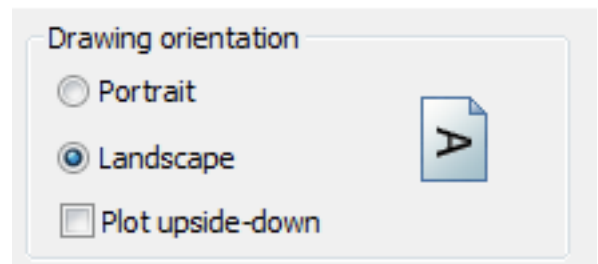 Drawing orientation
Portrait
Landscape
A
Plot upside-down